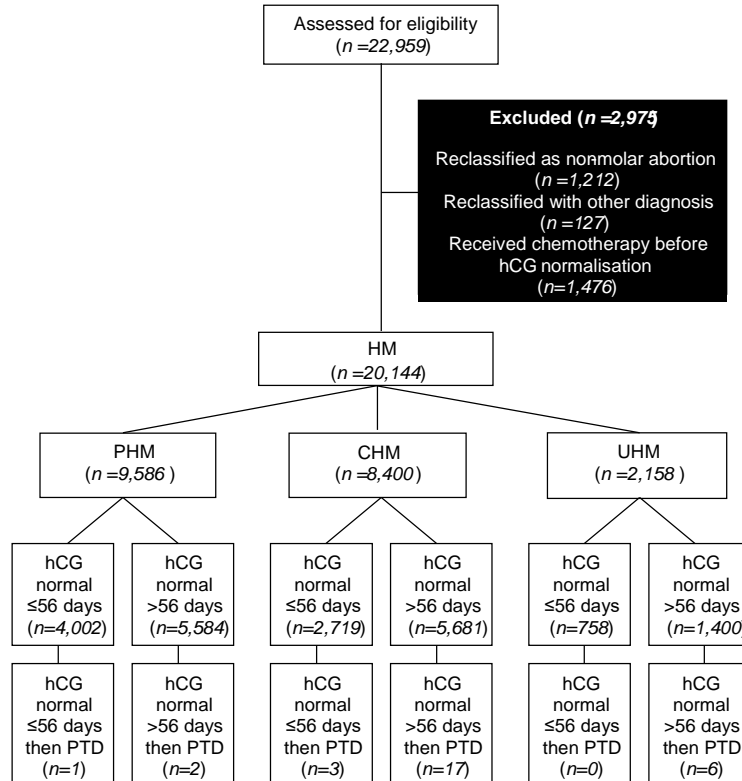 Assessed for eligibility
(n =22,959)
Excluded (n =2,975)
Reclassified as nonmolar abortion
(n=1,212)
Reclassified with other diagnosis
(n =127)
Received chemotherapy before
hCG normalisation
(n=1,476)
HM
(n =20,144)
PHM
(n =9,586 )
CHM
(n =8,400)
UHM
(n =2,158 )
hCG
normal
≤56 days
(n=4,002)
hCG
normal
>56 days
(n=5,584)
hCG
normal
≤56 days
(n=2,719)
hCG
normal
>56 days
(n=5,681)
hCG
normal
≤56 days
(n=758)
hCG
normal
>56 days
(n=1,400)
hCG
normal
≤56 days
then PTD
(n=1)
hCG
normal
>56 days
then PTD
(n=2)
hCG
normal
≤56 days
then PTD
(n=3)
hCG
normal
>56 days
then PTD
(n=17)
hCG
normal
≤56 days
then PTD
(n=0)
hCG
normal
>56 days
then PTD
(n=6)